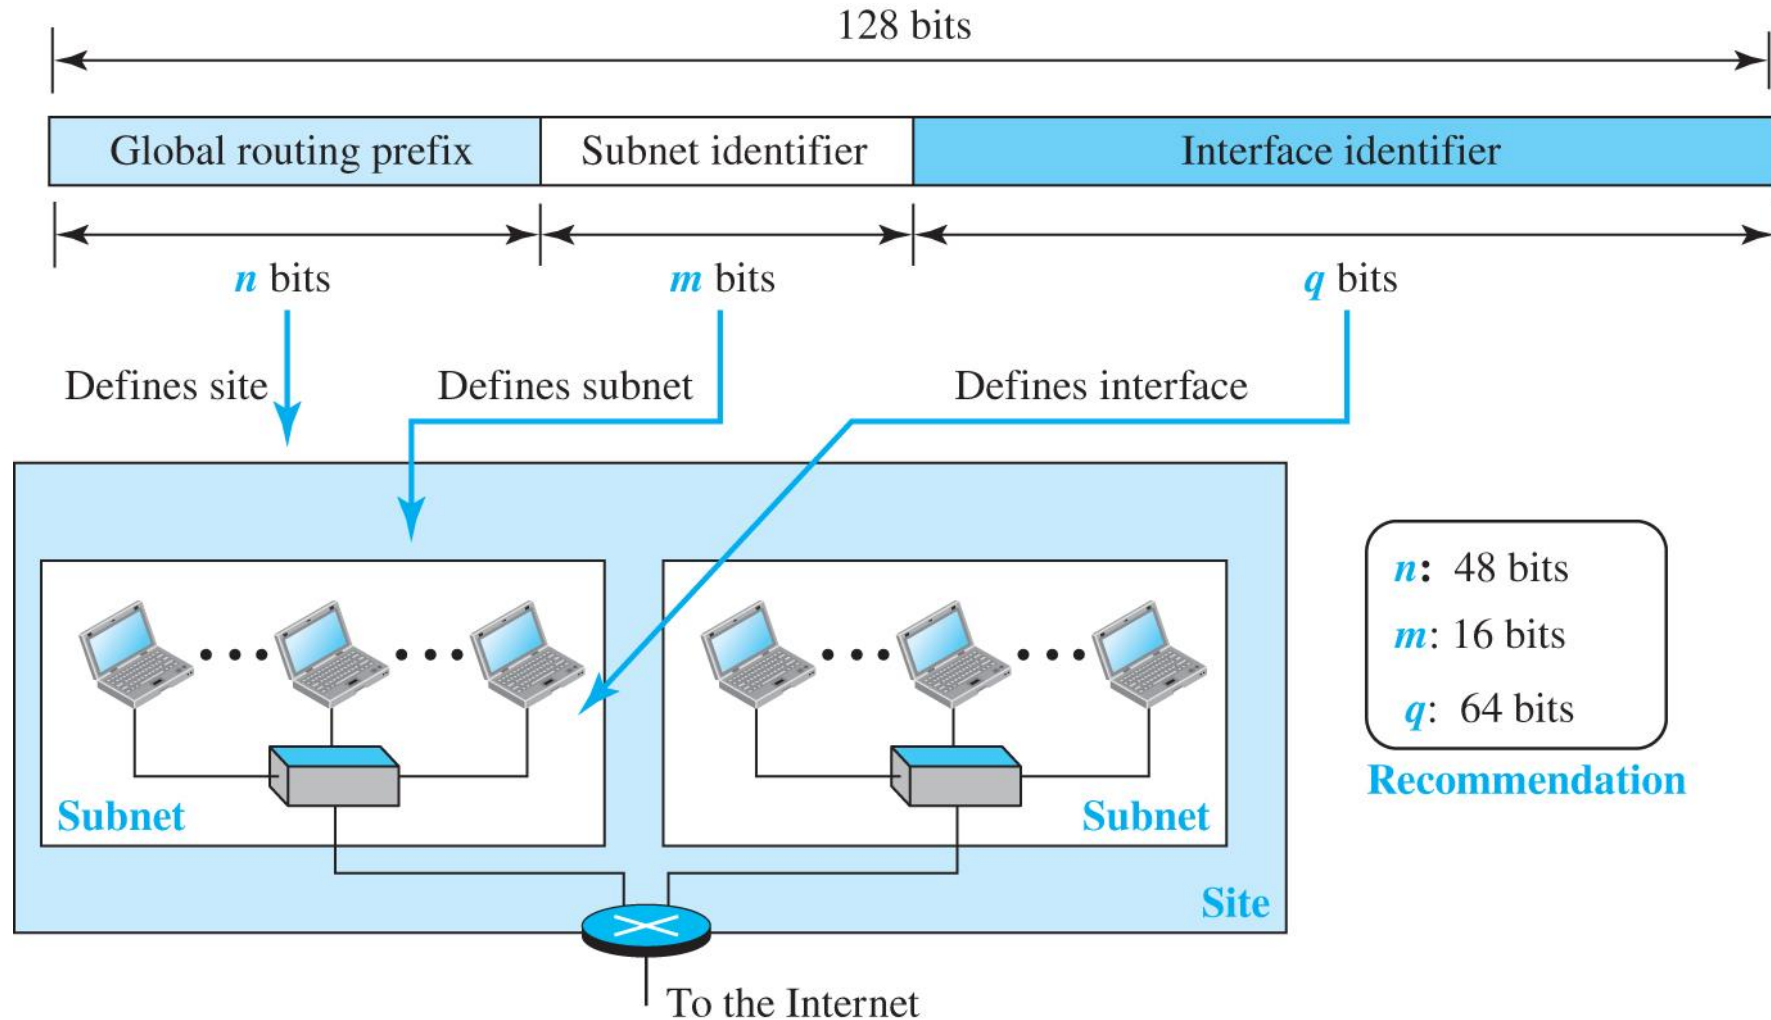 128 bits
Global routing prefix
Subnet identifier
Interface identifier
n bits
m bits
q bits
Defines site
Defines subnet
Defines interface
n: 48 bits
m: 16 bits
q: 64 bits
Recommendation
Subnet
Subnet
Site
To the Internet